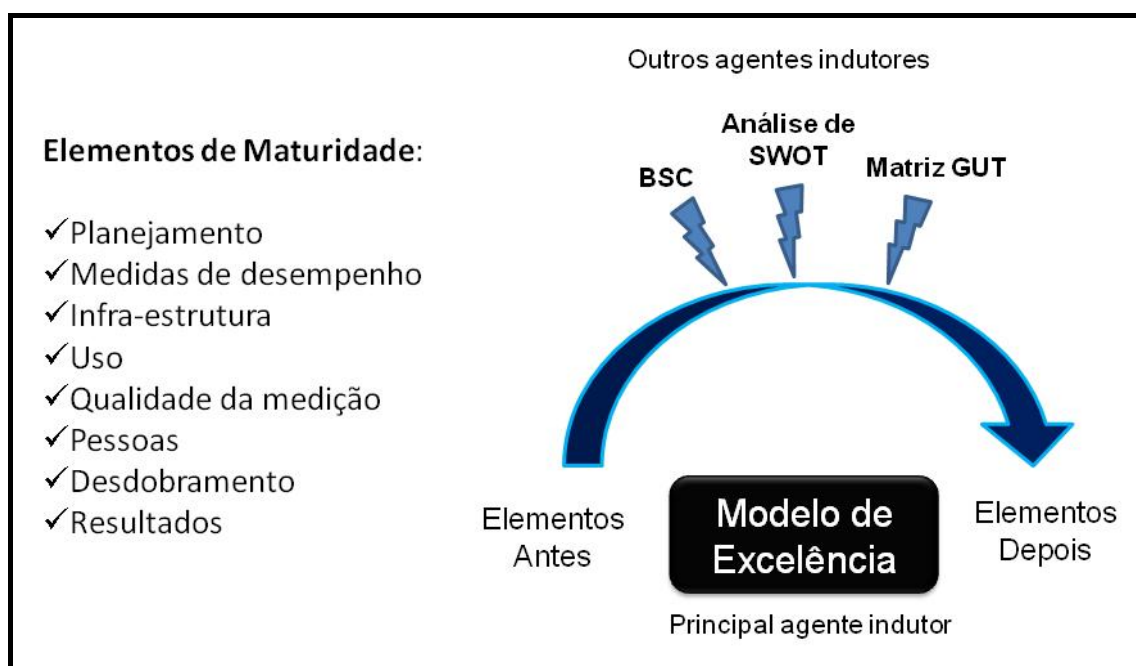 Outros agentes indutores
Elementos de Maturidade:
✓Planejamento
✓Medidas de desempenho
✓Infra-estrutura
✓Uso
✓Qualidade da medição
✓Pessoas
✓Desdobramento
✓Resultados
BSC
Análise de
SWOT
Matriz GUT
Elementos
Antes
Modelo de
Excelência
Principal agente indutor
Elementos
Depois